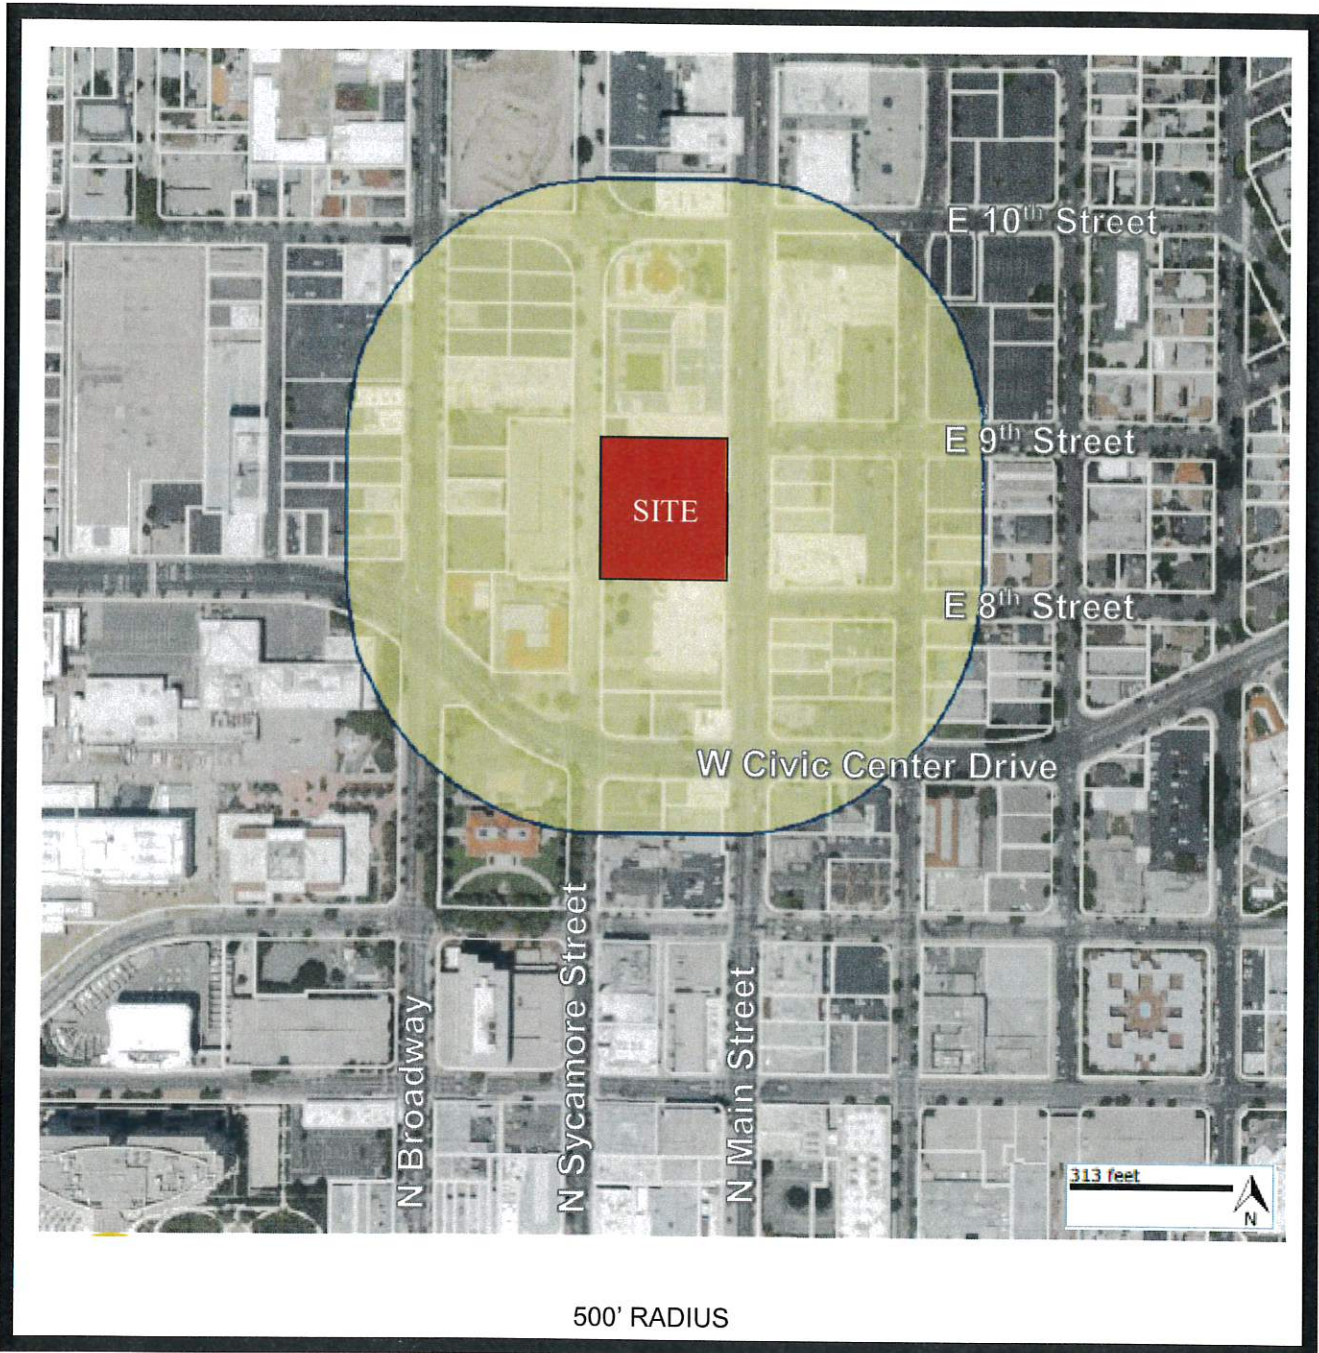 E 10th Street
E 9th Street
SITE
E 8th Street
W Civic Center Drive
N Broadway
N Sycamore Street
N Main Street
313 feet
N
500' RADIUS